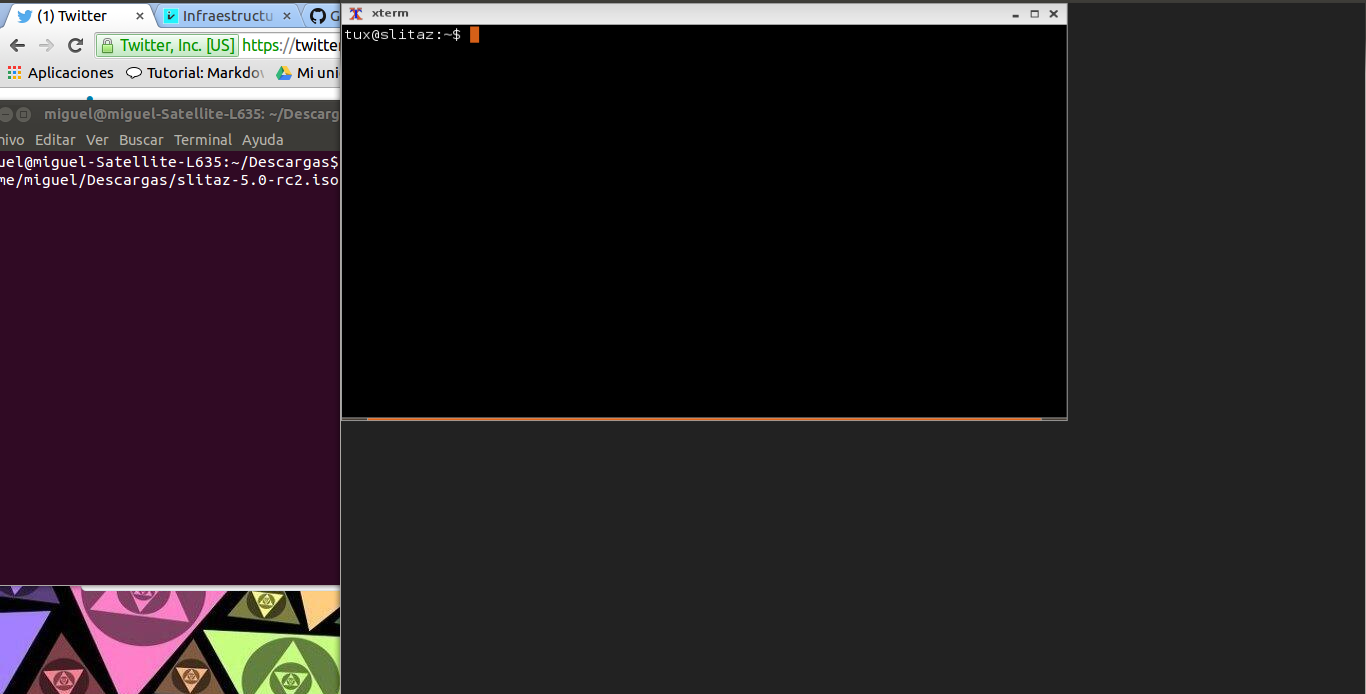 (1) Twitter
Infraestructu
G
Twitter, Inc. [US] https://twitte
Aplicaciones Tutorial: Markdo Mi uni
miguel@miguel-Satellite-L635: ~/Descarg
hivo Editar Ver Buscar Terminal Ayuda
uel@miguel-Satellite-L635:~/Descargas$
me/miguel/Descargas/slitaz-5.0-rc2.iso
xterm
tux@slitaz:~$